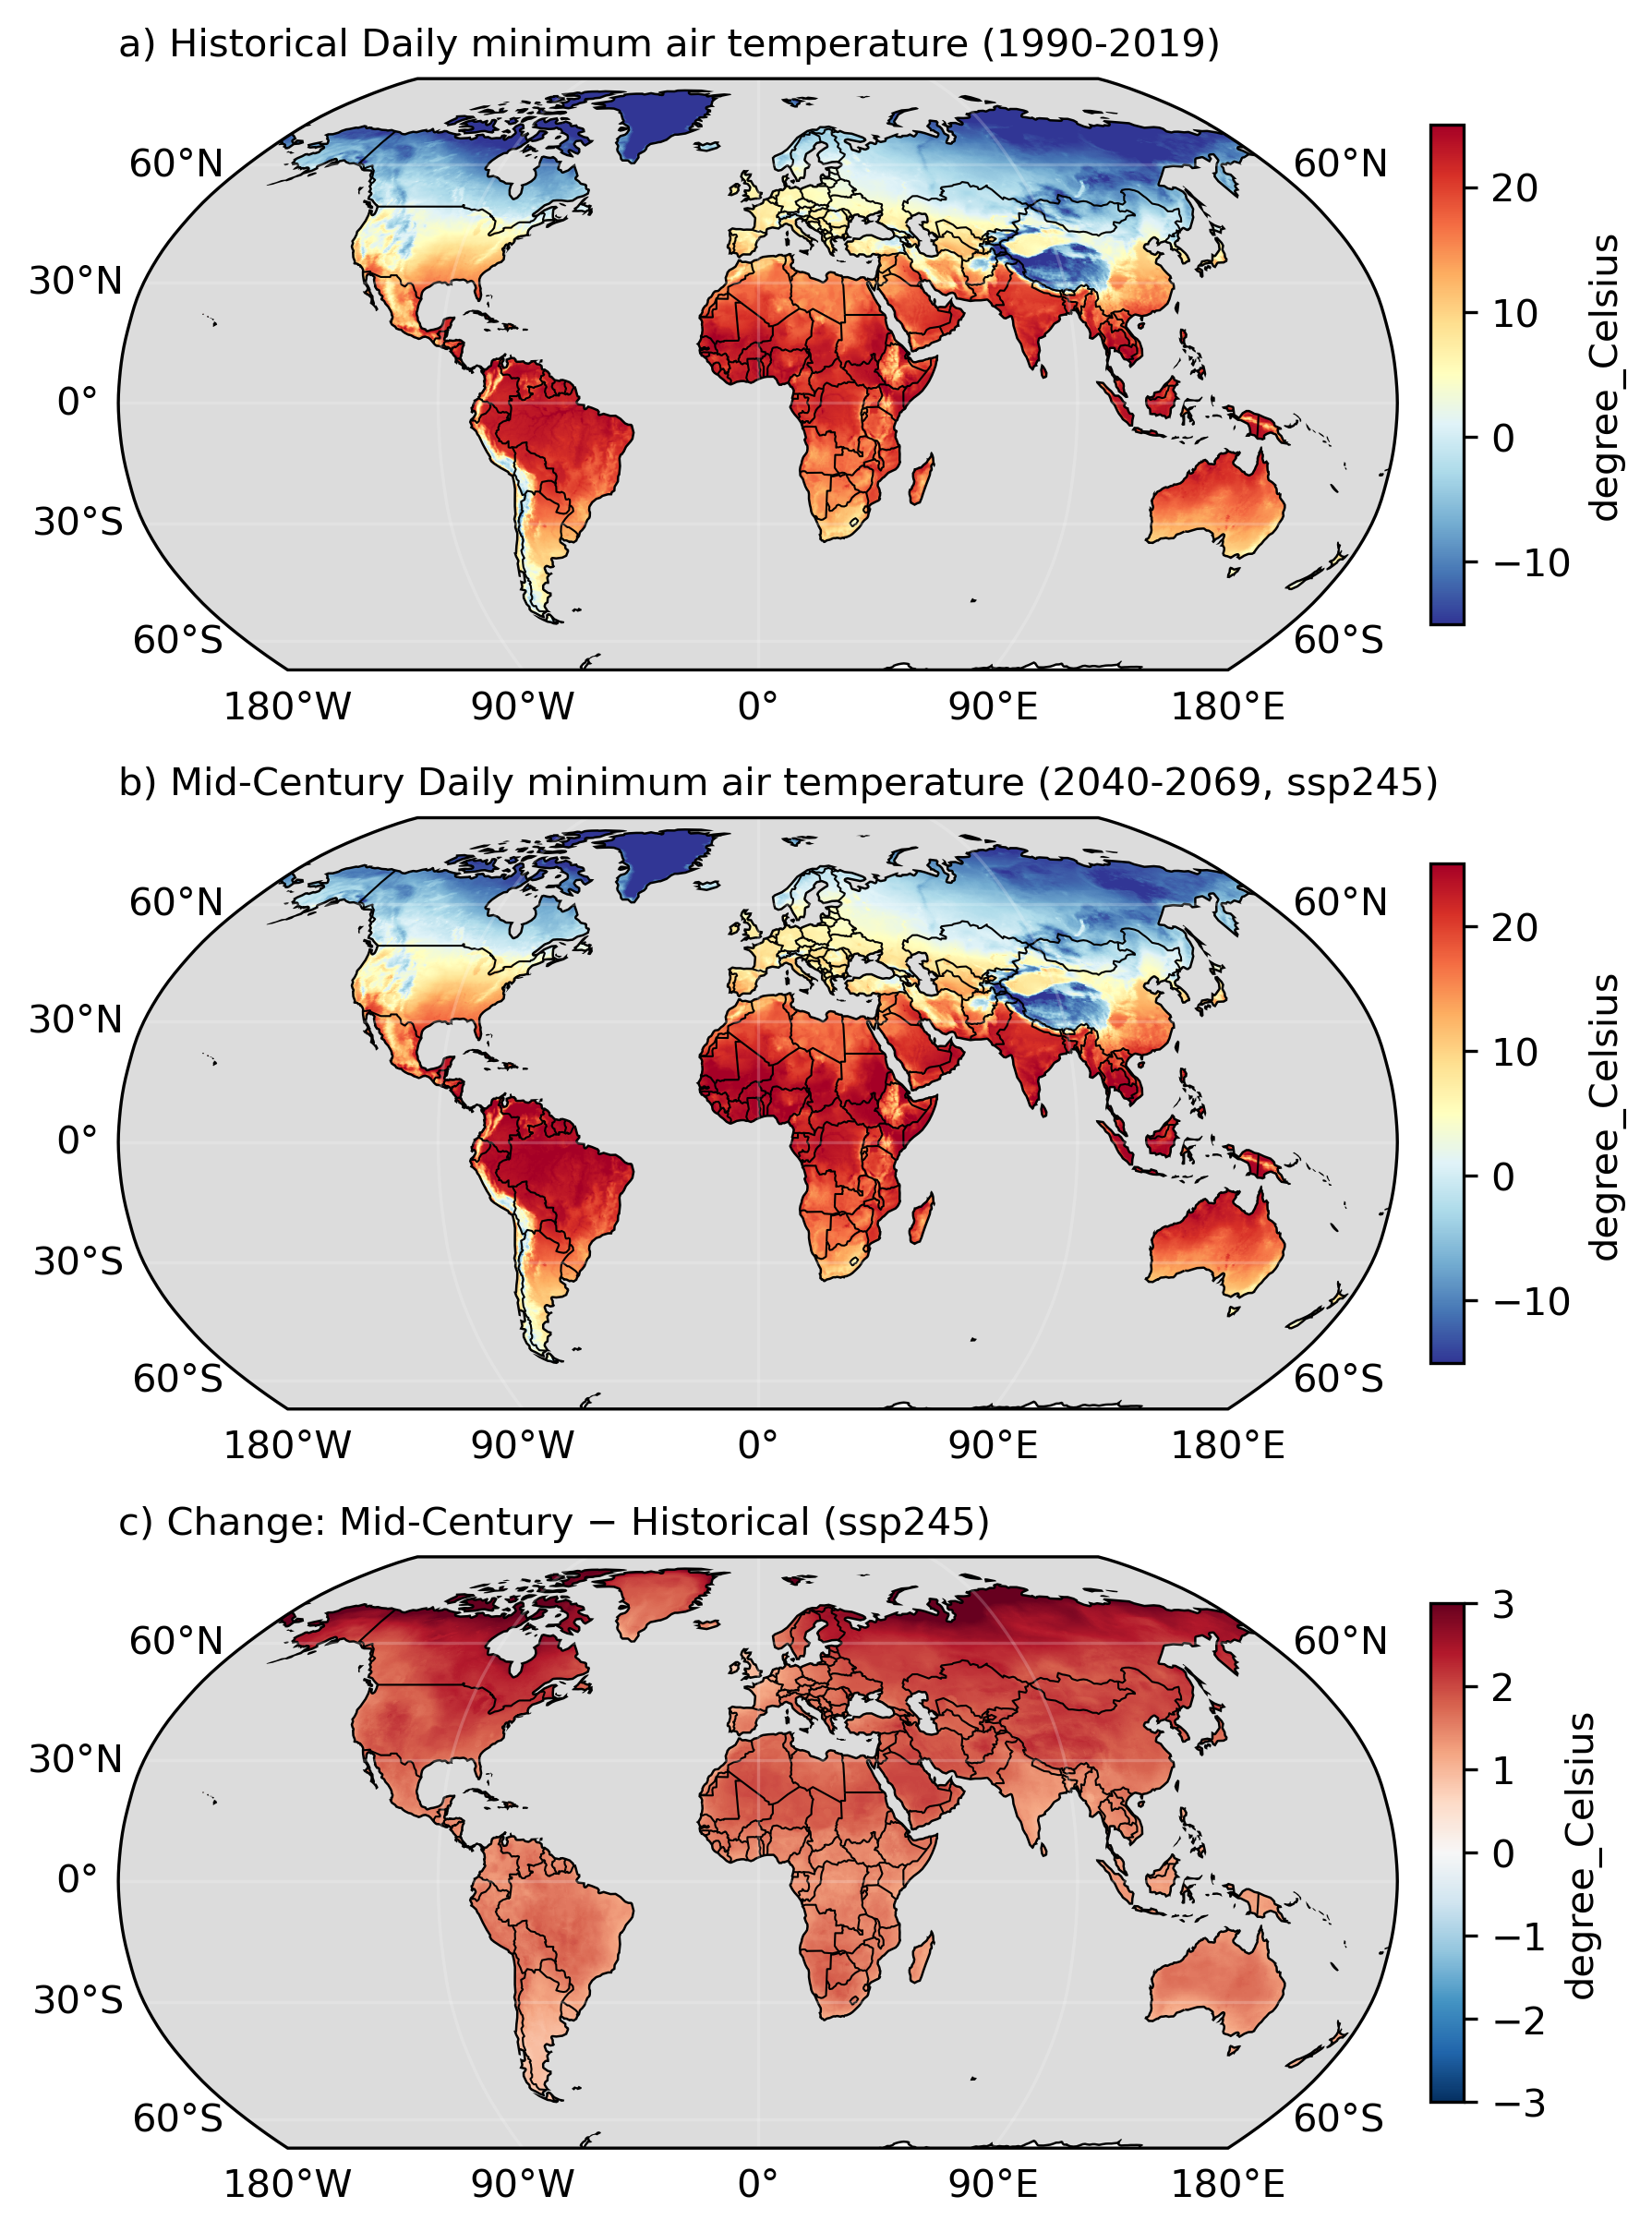 a) Historical Daily minimum air temperature (1990-2019)
60°N
60°N
30°N
0°
30°S
60°S
60°S
180°W 90°W 0° 90°E 180°E
20
10
0
−10
degree_Celsius
b) Mid-Century Daily minimum air temperature (2040-2069, ssp245)
60°N
60°N
30°N
0°
30°S
60°S
60°S
180°W 90°W 0° 90°E 180°E
20
10
0
−10
degree_Celsius
c) Change: Mid-Century − Historical (ssp245)
60°N
60°N
30°N
0°
30°S
60°S
60°S
180°W 90°W 0° 90°E 180°E
3
2
1
0
−1
−2
−3
degree_Celsius